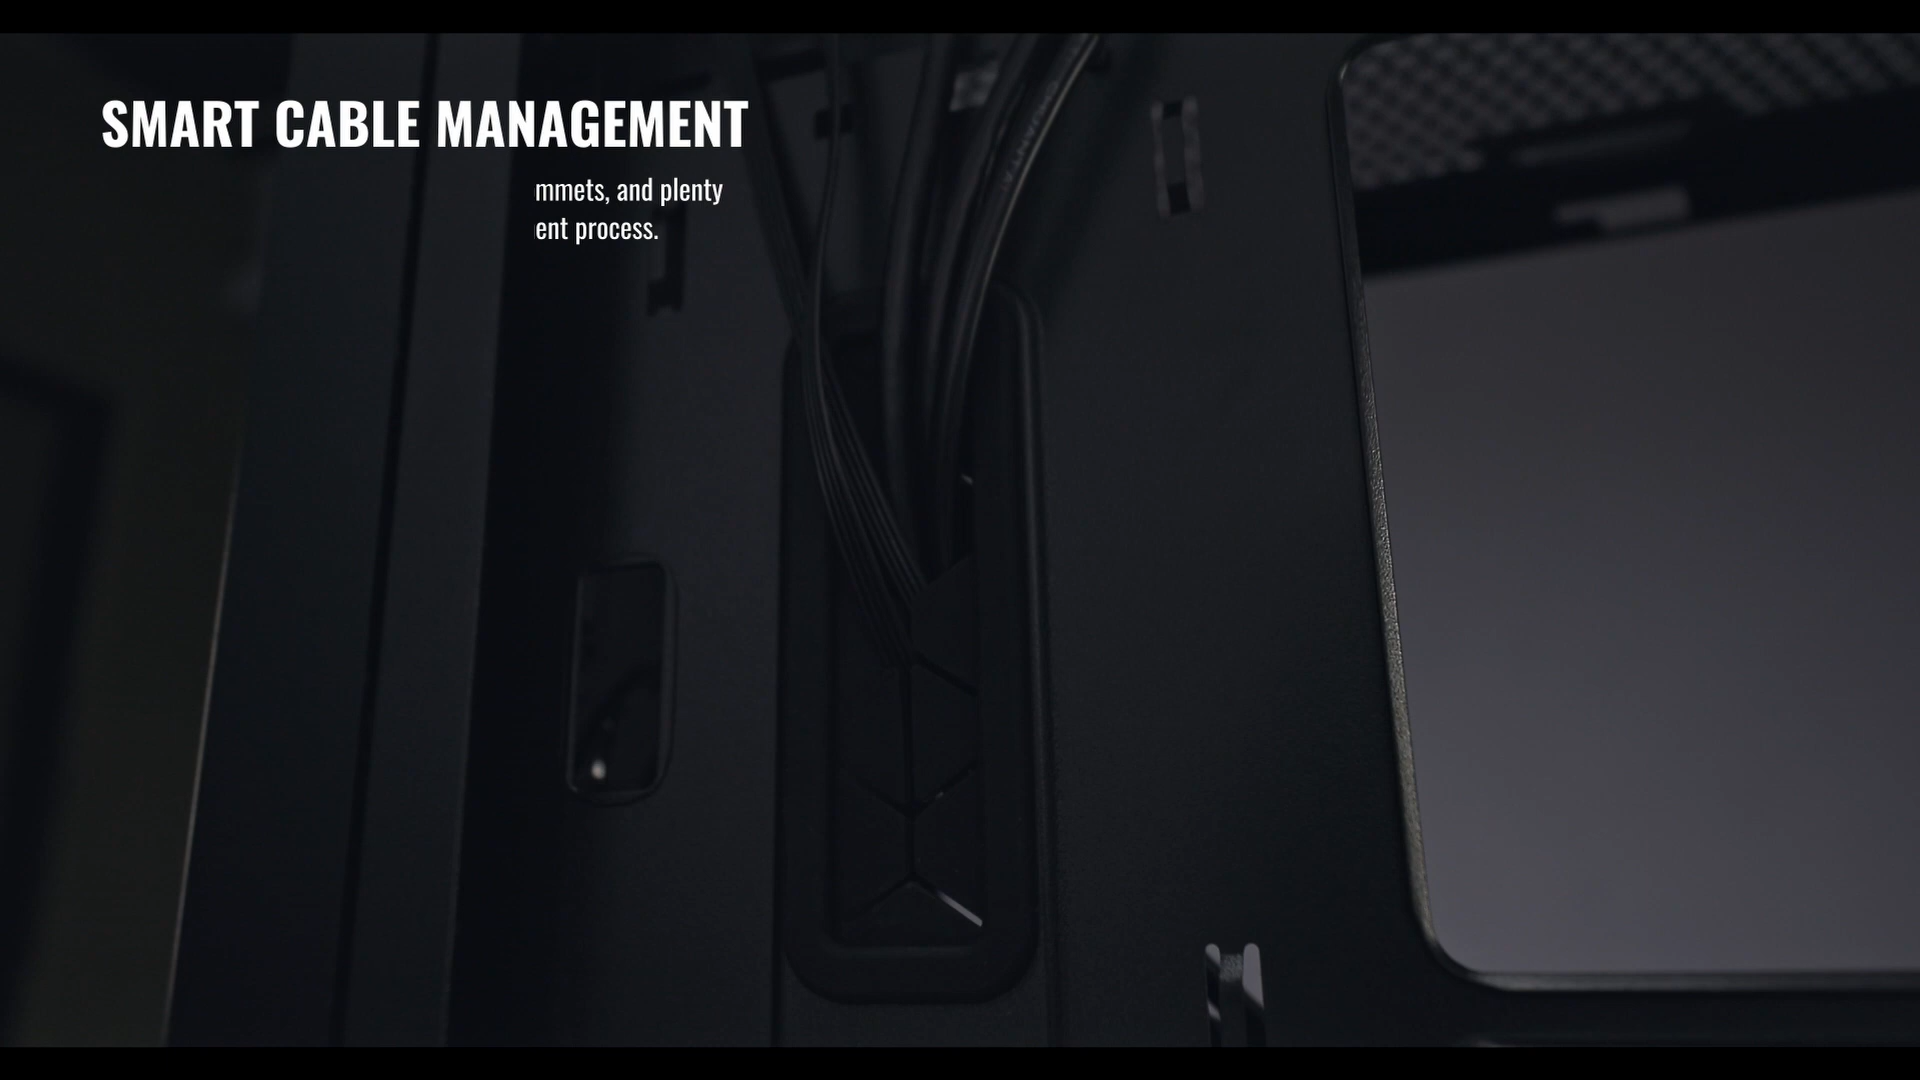 SMART CABLE MANAGEMENT
mmets, and plenty
ent process.